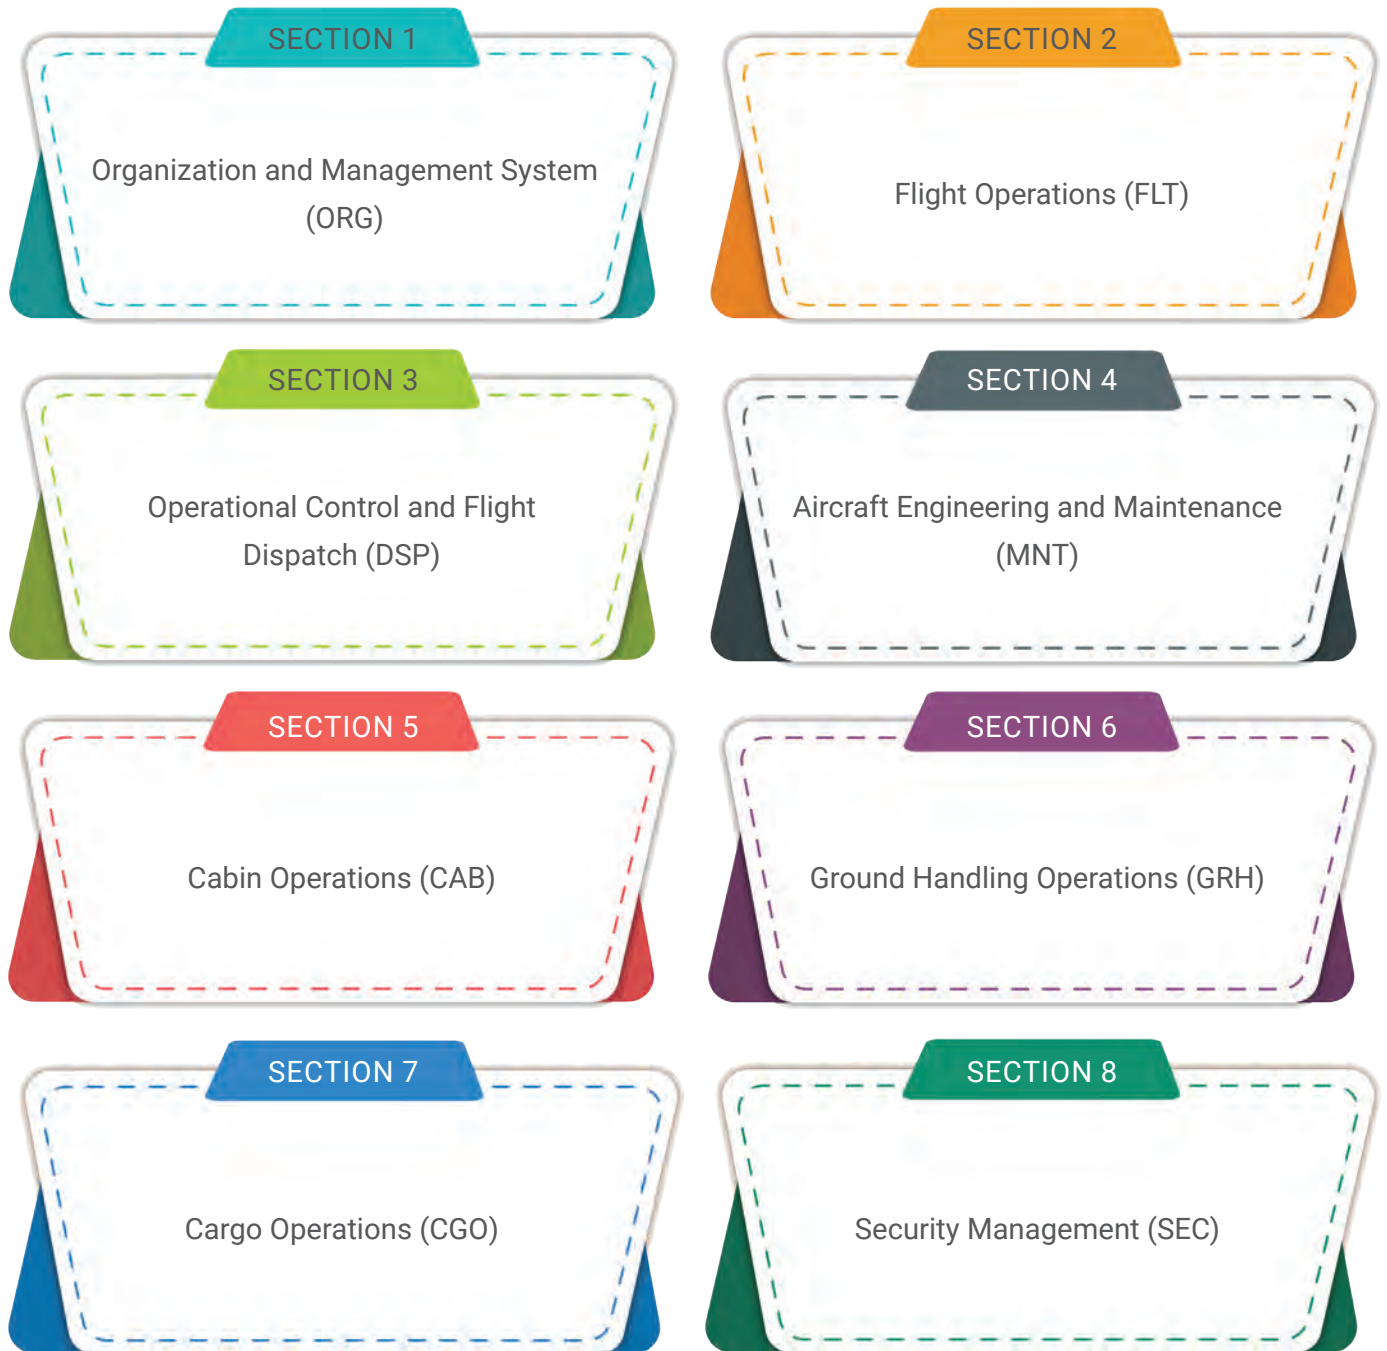 SECTION 1
Organization and Management System
(ORG)
SECTION 2
Flight Operations (FLT)
SECTION 3
Operational Control and Flight
Dispatch (DSP)
SECTION 4
Aircraft Engineering and Maintenance
(MNT)
SECTION 5
Cabin Operations (CAB)
SECTION 6
Ground Handling Operations (GRH)
SECTION 7
Cargo Operations (CGO)
SECTION 8
Security Management (SEC)